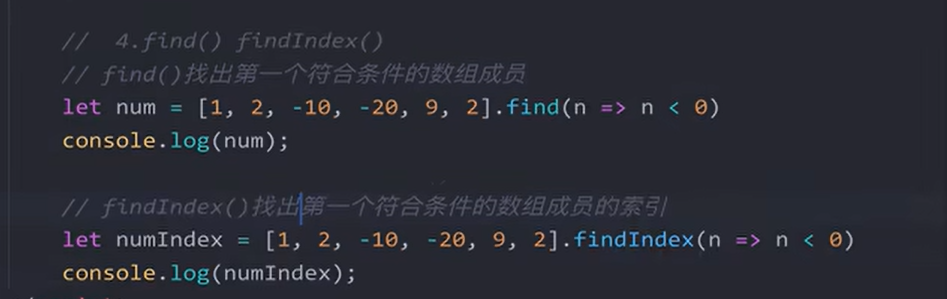 //  4.find() findIndex()
// find()找出第一个符合条件的数组成员
let num = [1, 2, -10, -20, 9, 2].find(n => n < 0)
console.log(num);
// findIndex()找出第一个符合条件的数组成员的索引
let numIndex = [1, 2, -10, -20, 9, 2].findIndex(n => n < 0)
console.log(numIndex);